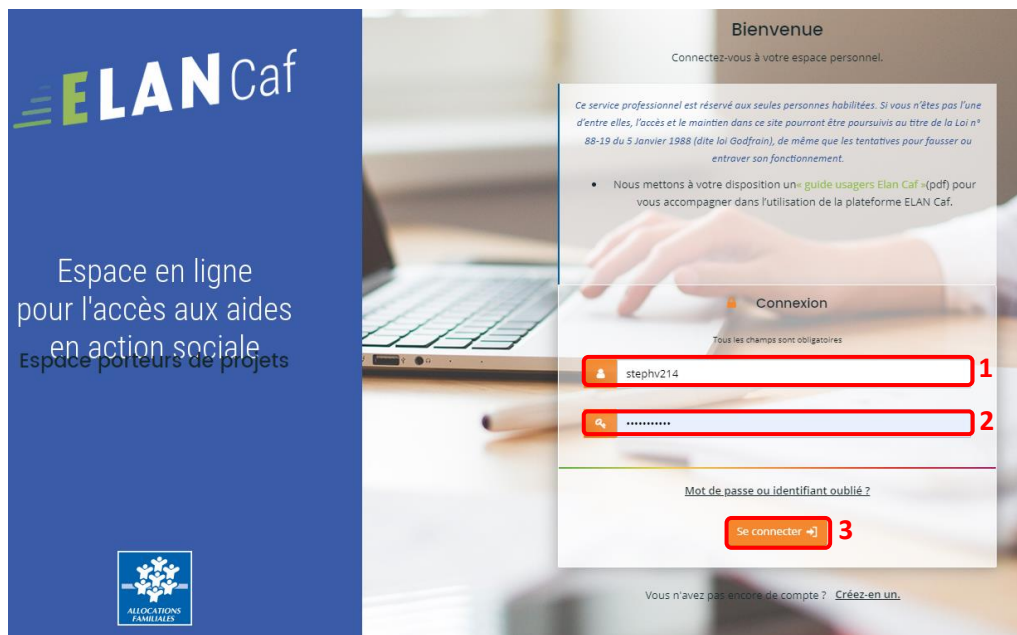 ELAN Caf
Espace en ligne
pour l'accès aux aides
en action sociale
Espace porteurs de projets
ALLOCATIONS
FAMILIALES
Bienvenue
Connectez-vous à votre espace personnel.
Ce service professionnel est réservé aux seules personnes habilitées. Si vous n'êtes pas l'une
d'entre elles, l'accès et le maintien dans ce site pourront être poursuivis au titre de la Loi n°
88-19 du 5 Janvier 1988 (dite loi Godfrain), de même que les tentatives pour fausser ou
entraver son fonctionnement.
• Nous mettons à votre disposition un« guide usagers Elan Caf »(pdf) pour
vous accompagner dans l'utilisation de la plateforme ELAN Caf.
Connexion
Tous les champs sont obligatoires
stephv214 1
••••••••••• 2
Mot de passe ou identifiant oublié ?
Se connecter 3
Vous n'avez pas encore de compte ? Créez-en un.